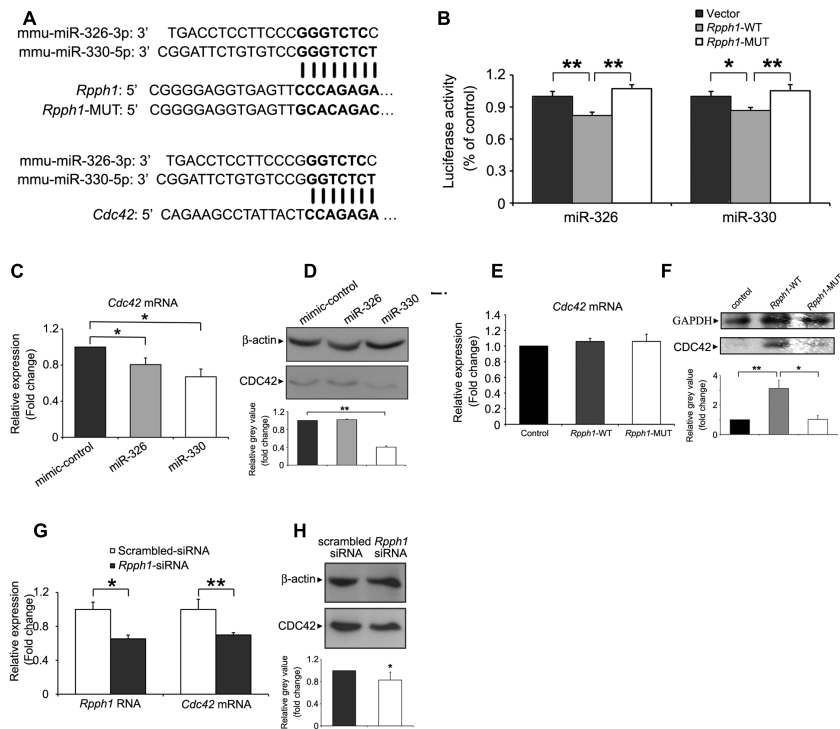 A
mmu-miR-326-3p: 3' TGACCTCCTTCCCGGGTCTCC
mmu-miR-330-5p: 3' CGGATTCTGTGTCCGGGTCTCT
Rpph1: 5' CGGGGAGGTGAGTTCCCAGAGA...
Rpph1-MUT: 5' CGGGGAGGTGAGTTGCACAGAC...
mmu-miR-326-3p: 3' TGACCTCCTTCCCGGGTCTCC
mmu-miR-330-5p: 3' CGGATTCTGTGTCCGGGTCTCT
Cdc42: 5' CAGAAGCCTATTACTCCAGAGA ...
B
Vector
Rpph1-WT
Rpph1-MUT
Luciferase activity
(% of control)
1.2
0.9
0.6
0.3
0
** **
* **
miR-326
miR-330
C
Cdc42 mRNA
Relative expression
(Fold change)
1.2
0.8
0.4
0
*
*
mimic-control
miR-326
miR-330
D
mimic-control
miR-326
miR-330
β-actin
CDC42
Relative grey value
(fold change)
1.2
0.8
0.4
0
**
E
Cdc42 mRNA
Relative expression
(Fold change)
1.4
1.2
1.0
0.8
0.6
0.4
0.2
0
Control
Rpph1-WT
Rpph1-MUT
F
control
Rpph1-WT
Rpph1-MUT
GAPDH
CDC42
Relative grey value
(fold change)
4
2
0
**
*
G
Scrambled-siRNA
Rpph1-siRNA
Relative expression
(Fold change)
1.2
0.8
0.4
0
*
**
Rpph1 RNA
Cdc42 mRNA
H
scrambled siRNA
Rpph1 siRNA
β-actin
CDC42
Relative grey value
(fold change)
1.2
0.8
0.4
0
*